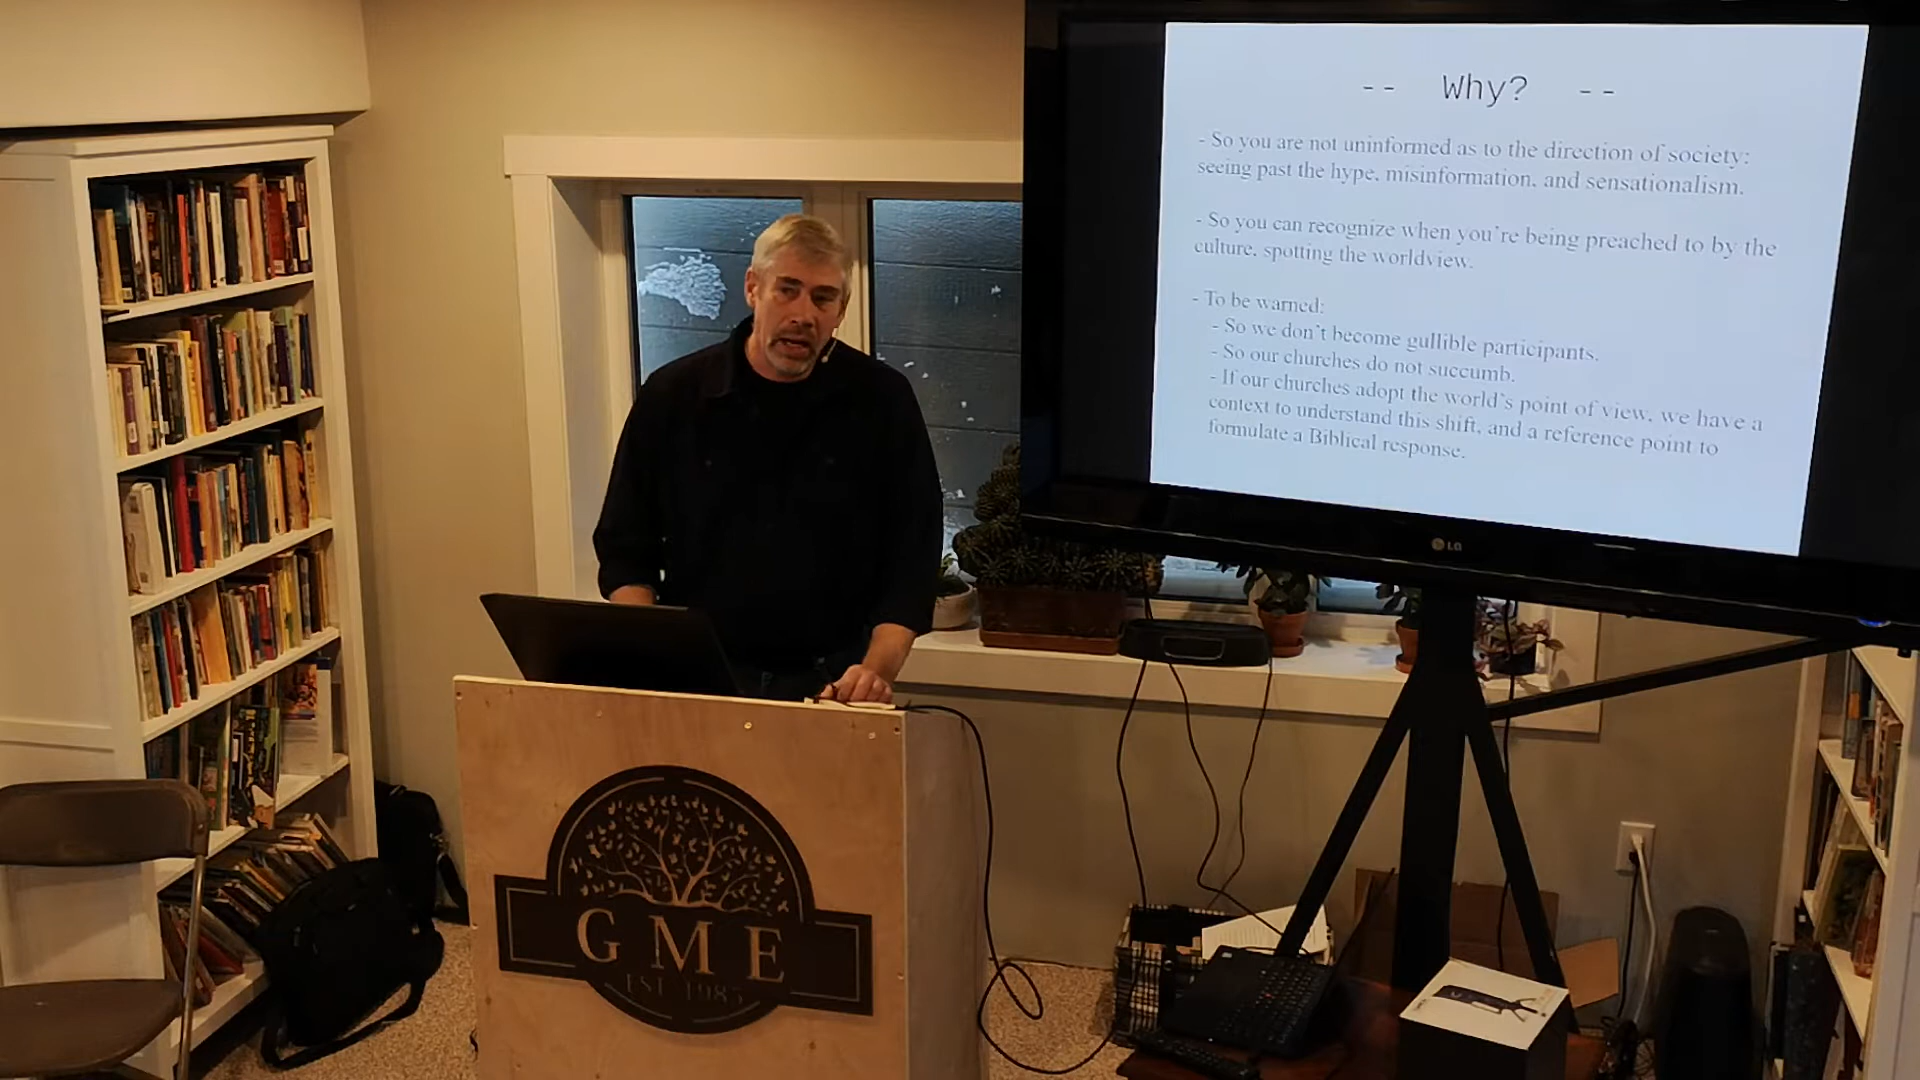 -- Why? --
- So you are not uninformed as to the direction of society:
seeing past the hype, misinformation, and sensationalism.
- So you can recognize when you're being preached to by the
culture, spotting the worldview.
- To be warned:
- So we don't become gullible participants.
- So our churches do not succumb.
- If our churches adopt the world's point of view, we have a
context to understand this shift, and a reference point to
formulate a Biblical response.
LG
GME
EST 1985